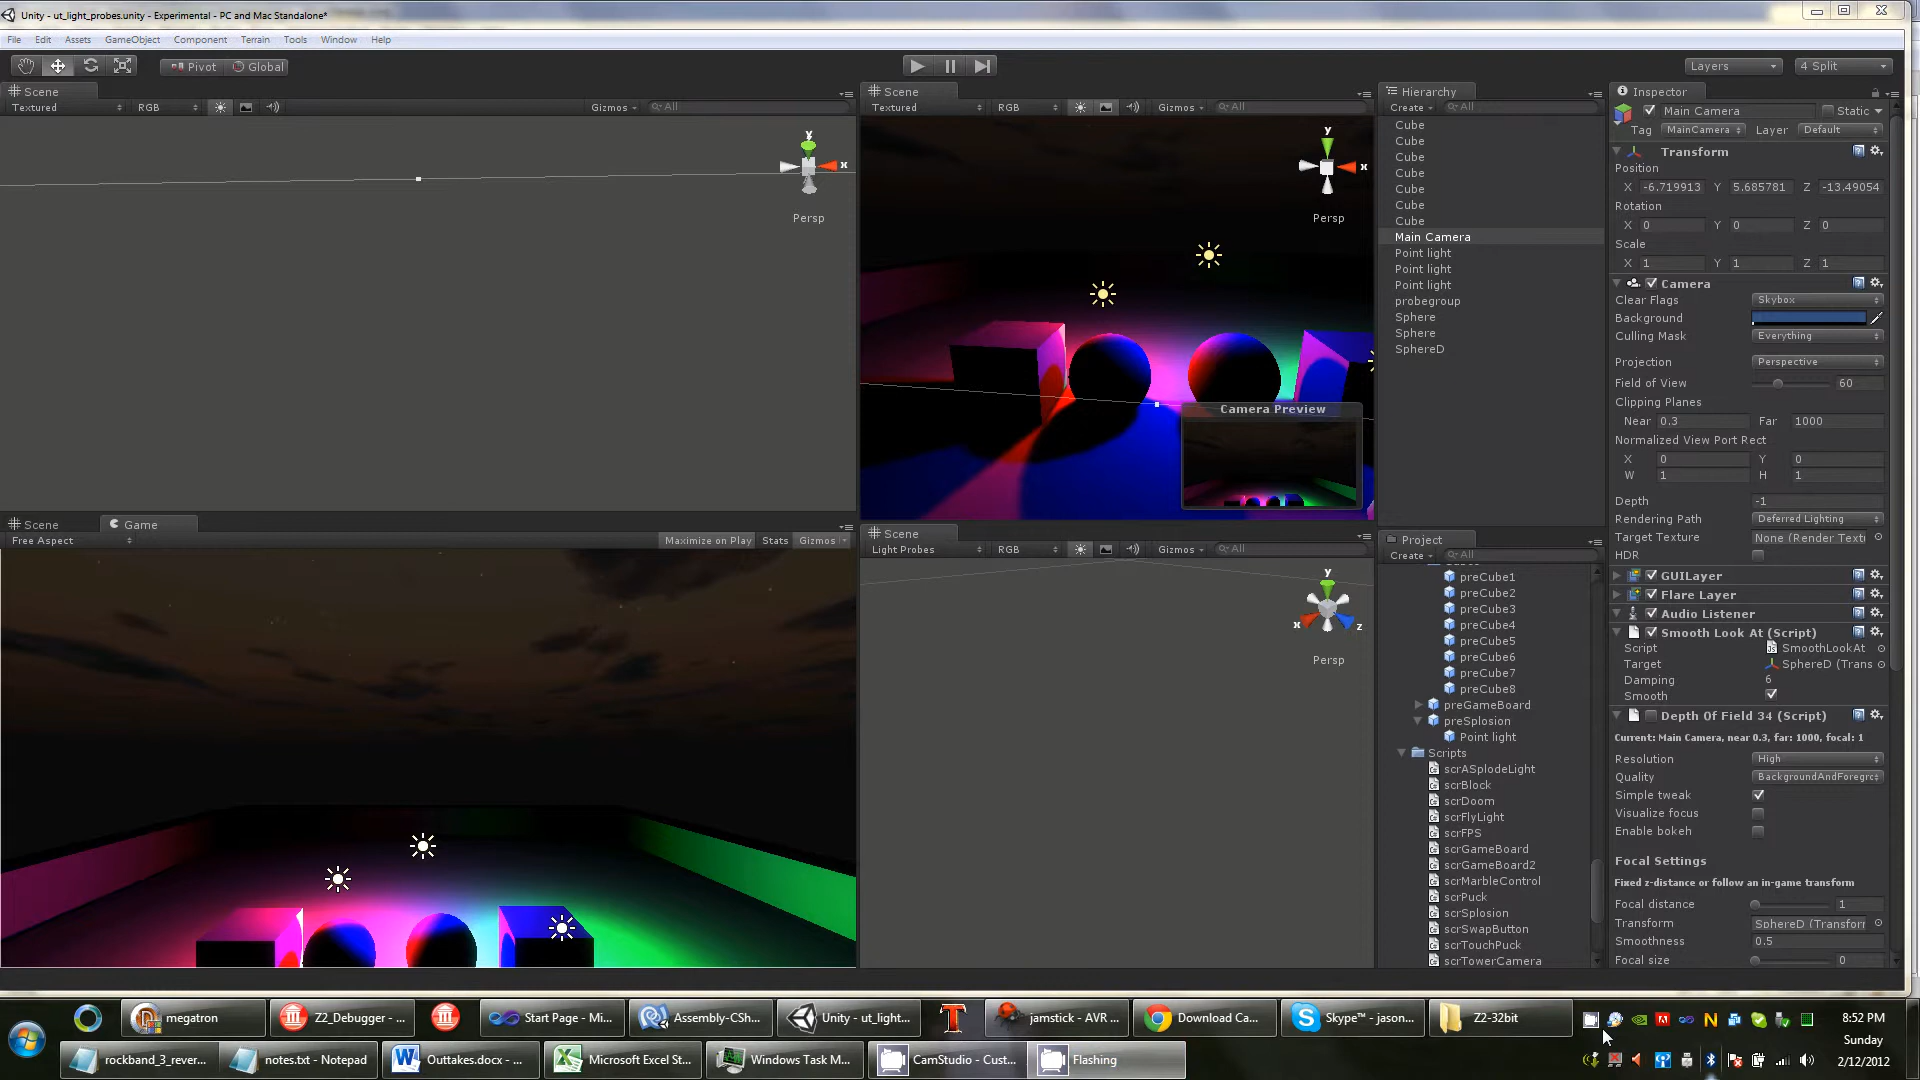 Unity - ut_light_probes.unity - Experimental - PC and Mac Standalone*
File Edit Assets GameObject Component Terrain Tools Window Help
Pivot Global
Layers
4 Split
Scene
Textured RGB Gizmos All
y
x
Persp
Scene
Textured RGB Gizmos All
y
x
Persp
Camera Preview
Scene Game
Free Aspect Maximize on Play Stats Gizmos
Scene
Light Probes RGB Gizmos All
y
x z
Persp
Hierarchy
Create All
Cube
Cube
Cube
Cube
Cube
Cube
Cube
Main Camera
Point light
Point light
Point light
probegroup
Sphere
Sphere
SphereD
Project
Create All
preCube1
preCube2
preCube3
preCube4
preCube5
preCube6
preCube7
preCube8
preGameBoard
preSplosion
Point light
Scripts
scrASplodeLight
scrBlock
scrDoom
scrFlyLight
scrFPS
scrGameBoard
scrGameBoard2
scrMarbleControl
scrPuck
scrSplosion
scrSwapButton
scrTouchPuck
scrTowerCamera
Inspector
Main Camera Static
Tag MainCamera Layer Default
Transform
Position
X -6.719913 Y 5.685781 Z -13.49054
Rotation
X 0 Y 0 Z 0
Scale
X 1 Y 1 Z 1
Camera
Clear Flags Skybox
Background
Culling Mask Everything
Projection Perspective
Field of View 60
Clipping Planes
Near 0.3 Far 1000
Normalized View Port Rect
X 0 Y 0
W 1 H 1
Depth -1
Rendering Path Deferred Lighting
Target Texture None (Render Textu
HDR
GUILayer
Flare Layer
Audio Listener
Smooth Look At (Script)
Script SmoothLookAt
Target SphereD (Trans
Damping 6
Smooth
Depth Of Field 34 (Script)
Current: Main Camera, near 0.3, far: 1000, focal: 1
Resolution High
Quality BackgroundAndForegro
Simple tweak
Visualize focus
Enable bokeh
Focal Settings
Fixed z-distance or follow an in-game transform
Focal distance 1
Transform SphereD (Transfor
Smoothness 0.5
Focal size 0
megatron Z2_Debugger - ... Start Page - Mi... Assembly-CSh... Unity - ut_light... jamstick - AVR ... Download Ca... Skype™ - jason... Z2-32bit
8:52 PM
Sunday
2/12/2012
rockband_3_rever... notes.txt - Notepad Outtakes.docx - ... Microsoft Excel St... Windows Task M... CamStudio - Cust... Flashing